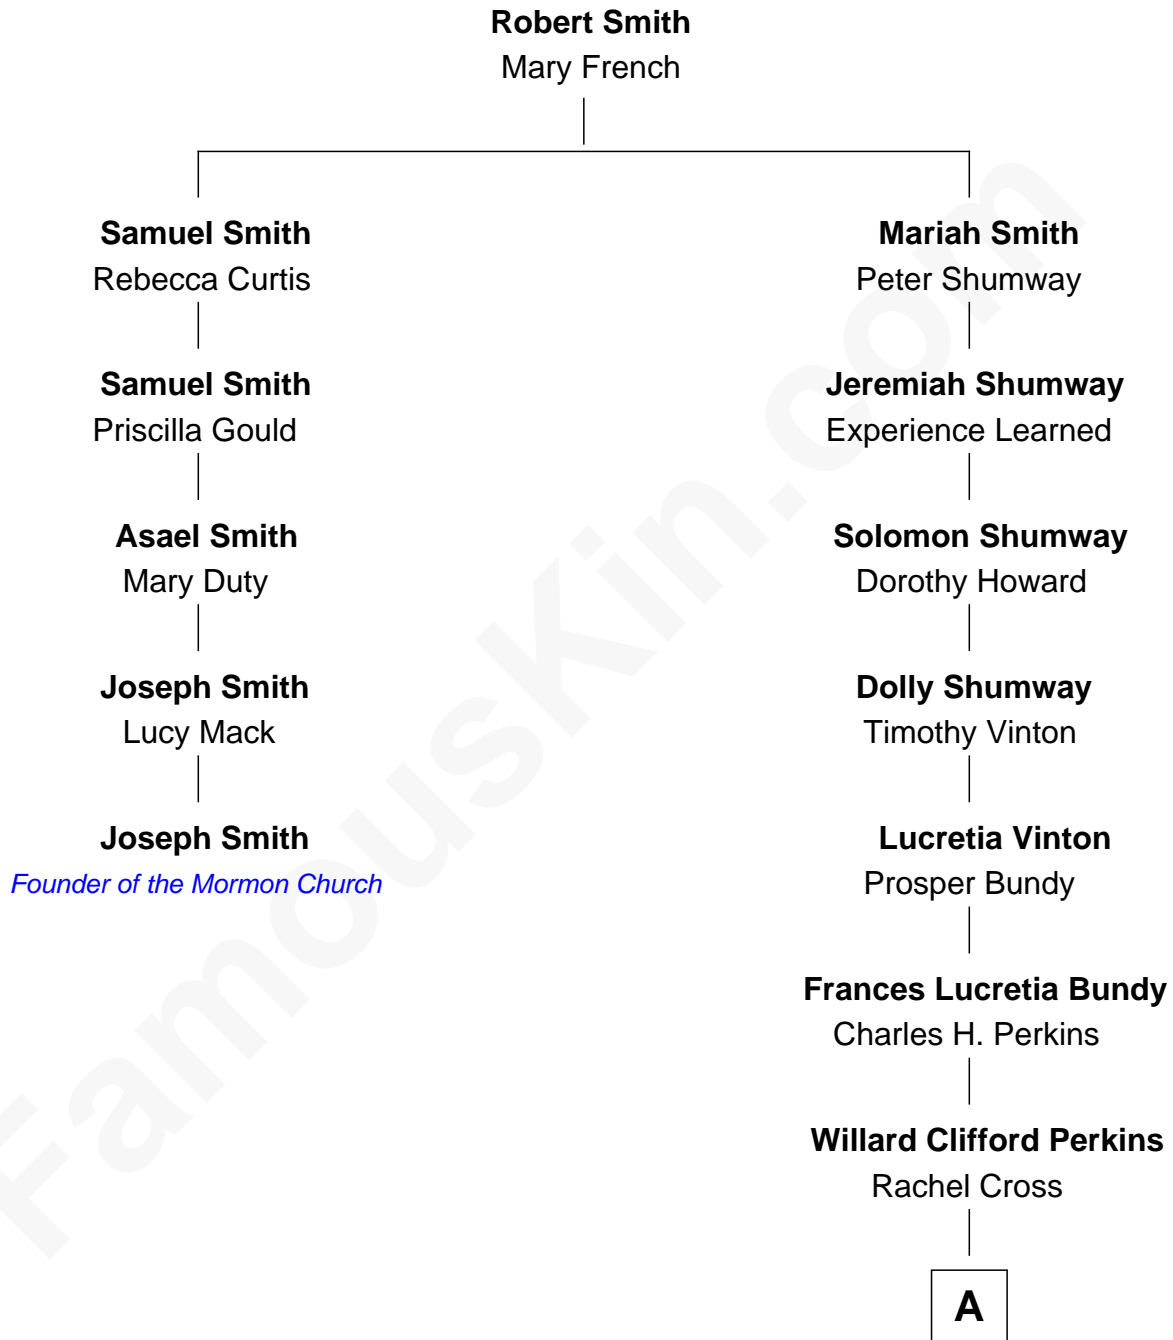 Robert Smith
Mary French
Samuel Smith
Rebecca Curtis
Mariah Smith
Peter Shumway
Samuel Smith
Priscilla Gould
Jeremiah Shumway
Experience Learned
Asael Smith
Mary Duty
Solomon Shumway
Dorothy Howard
Joseph Smith
Lucy Mack
Dolly Shumway
Timothy Vinton
Joseph Smith
Founder of the Mormon Church
Lucretia Vinton
Prosper Bundy
Frances Lucretia Bundy
Charles H. Perkins
Willard Clifford Perkins
Rachel Cross
A
FamousKin.com